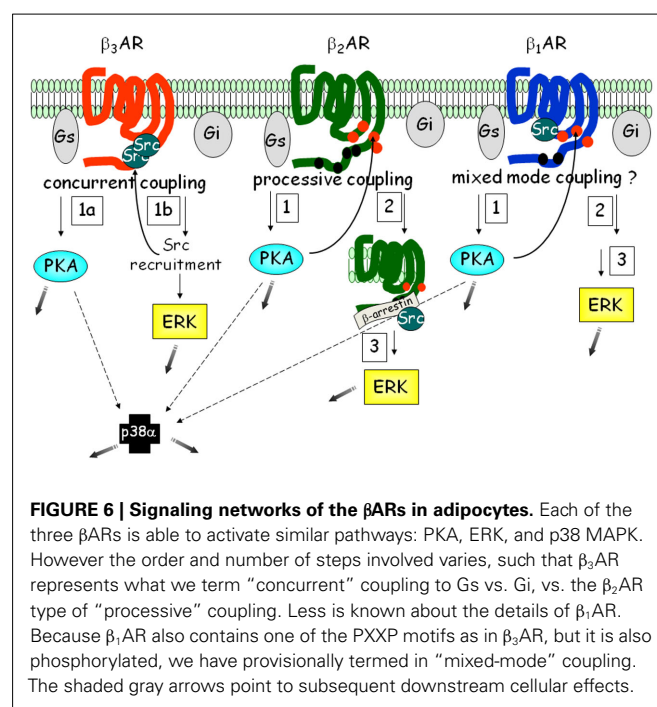 β₃AR β₂AR β₁AR
Gs Src Src Gi Gs Gi Gs Src Gi
concurrent coupling processive coupling mixed mode coupling ?
1a 1b 1 2 1 2
PKA Src recruitment PKA PKA 3
ERK β-arrestin Src ERK
3
ERK
p38α
FIGURE 6 | Signaling networks of the βARs in adipocytes. Each of the
three βARs is able to activate similar pathways: PKA, ERK, and p38 MAPK.
However the order and number of steps involved varies, such that β₃AR
represents what we term “concurrent” coupling to Gs vs. Gi, vs. the β₂AR
type of “processive” coupling. Less is known about the details of β₁AR.
Because β₁AR also contains one of the PXXP motifs as in β₃AR, but it is also
phosphorylated, we have provisionally termed in “mixed-mode” coupling.
The shaded gray arrows point to subsequent downstream cellular effects.